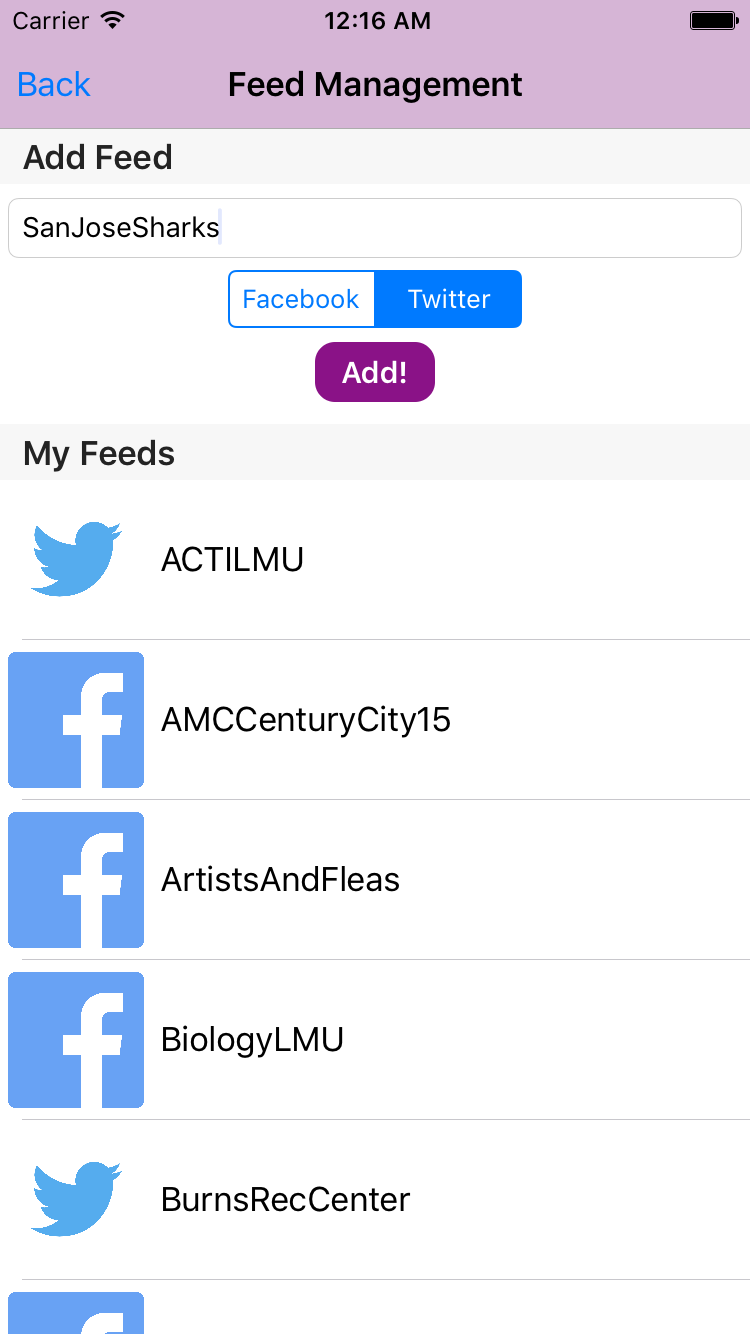 Carrier 12:16 AM
Back Feed Management
Add Feed
SanJoseSharks
Facebook Twitter
Add!
My Feeds
ACTILMU
AMCCenturyCity15
ArtistsAndFleas
BiologyLMU
BurnsRecCenter